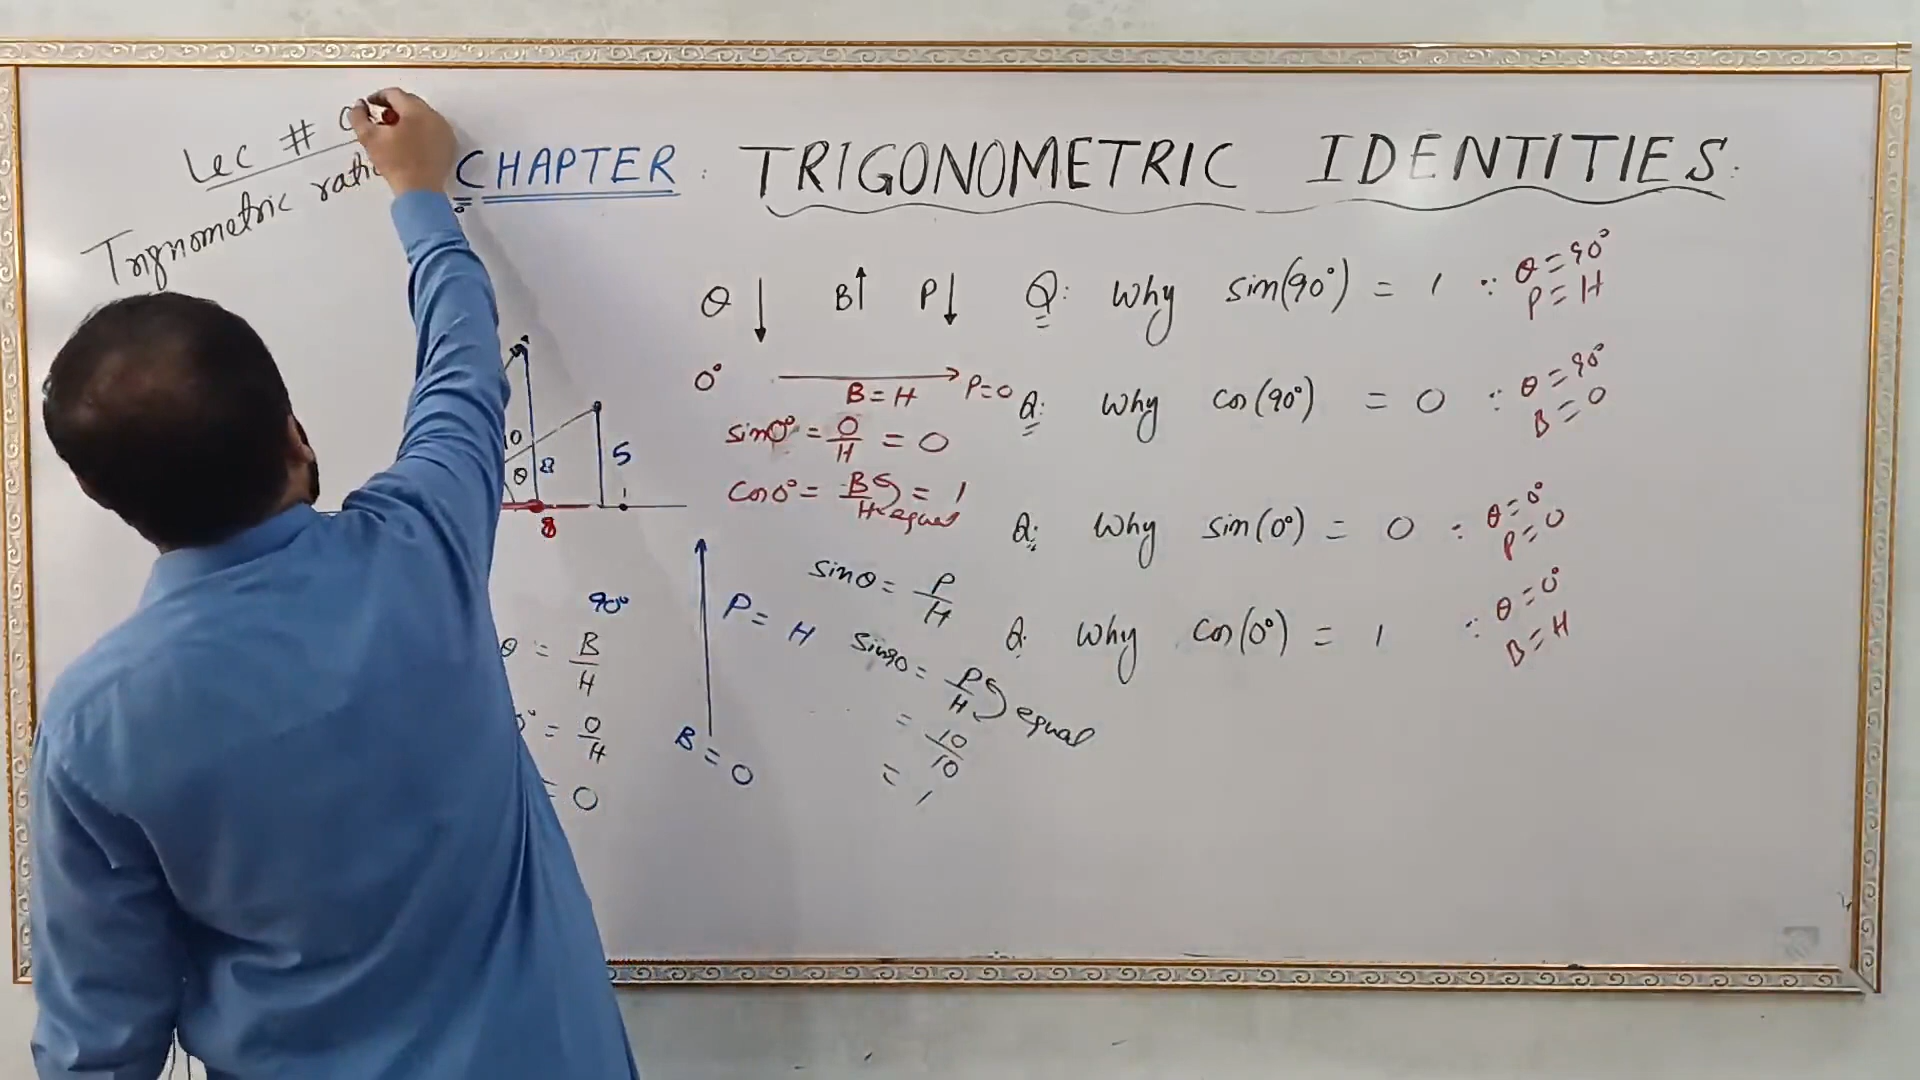 Lec #
Trignometric
CHAPTER : TRIGONOMETRIC IDENTITIES :
θ ↓ B↑ P↓
0° B = H P=0
sin0° = 0/H = 0
cos0° = B/H = 1
equal
10
θ 8
5
8
90°
θ = B/H
= 0/H
= 0
P = H
B = 0
sinθ = P/H
sin90 = P/H equal
= 10/10
= 1
Q: Why sin(90°) = 1 ∵ θ = 90°
P = H
Q: Why cos(90°) = 0 ∵ θ = 90°
B = 0
Q: Why sin(0°) = 0 : θ = 0°
P = 0
Q: Why cos(0°) = 1 ∵ θ = 0°
B = H